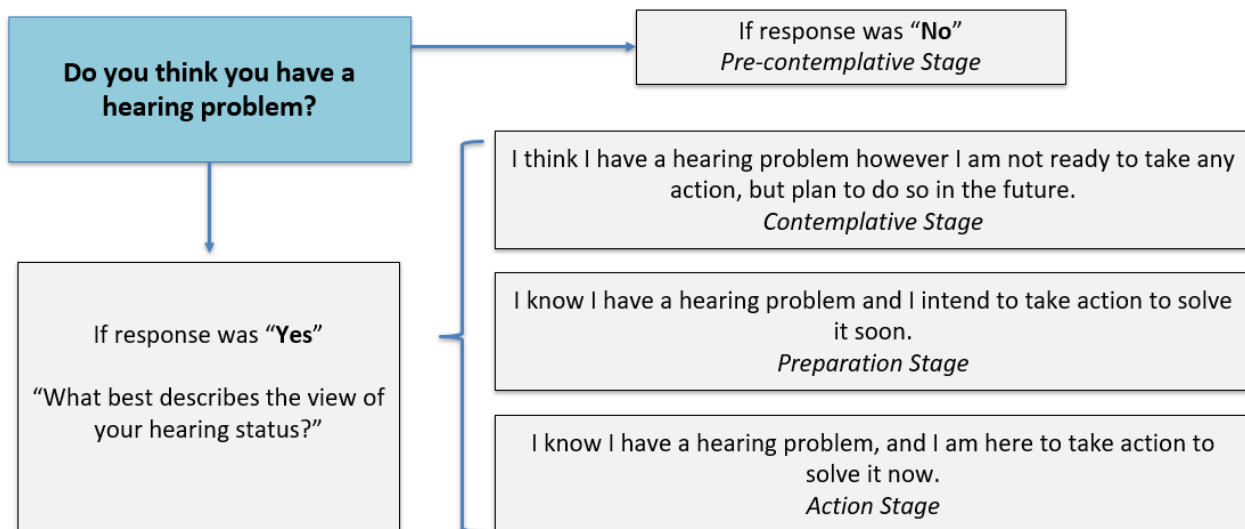 Do you think you have a
hearing problem?
If response was “No”
Pre-contemplative Stage
If response was “Yes”
“What best describes the view of
your hearing status?”
I think I have a hearing problem however I am not ready to take any
action, but plan to do so in the future.
Contemplative Stage
I know I have a hearing problem and I intend to take action to solve
it soon.
Preparation Stage
I know I have a hearing problem, and I am here to take action to
solve it now.
Action Stage